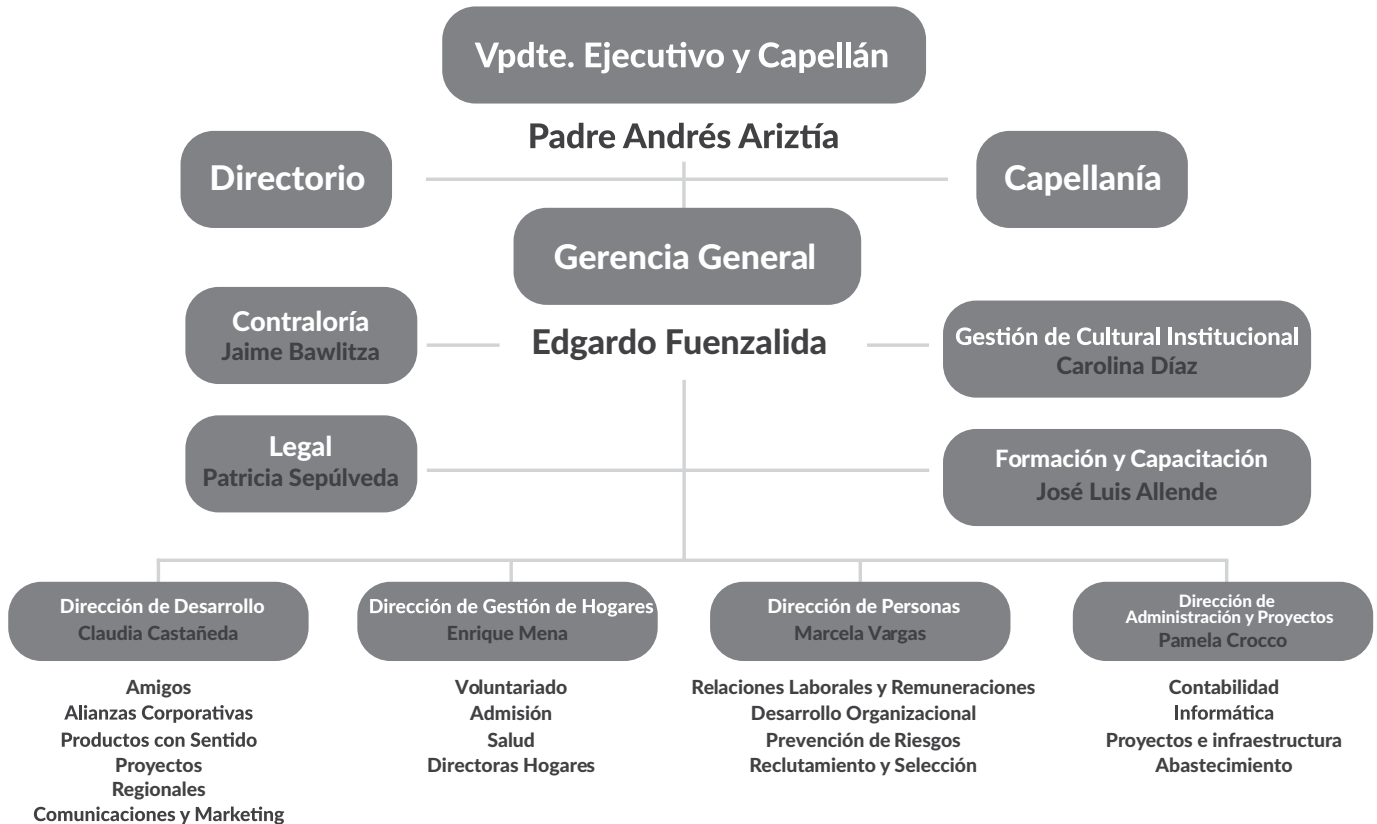 Vpdte. Ejecutivo y Capellán
Padre Andrés Ariztía
Directorio
Capellanía
Gerencia General
Edgardo Fuenzalida
Contraloría
Jaime Bawlitza
Gestión de Cultural Institucional
Carolina Díaz
Legal
Patricia Sepúlveda
Formación y Capacitación
José Luis Allende
Dirección de Desarrollo
Claudia Castañeda
Amigos
Alianzas Corporativas
Productos con Sentido
Proyectos
Regionales
Comunicaciones y Marketing
Dirección de Gestión de Hogares
Enrique Mena
Voluntariado
Admisión
Salud
Directoras Hogares
Dirección de Personas
Marcela Vargas
Relaciones Laborales y Remuneraciones
Desarrollo Organizacional
Prevención de Riesgos
Reclutamiento y Selección
Dirección de
Administración y Proyectos
Pamela Crocco
Contabilidad
Informática
Proyectos e infraestructura
Abastecimiento